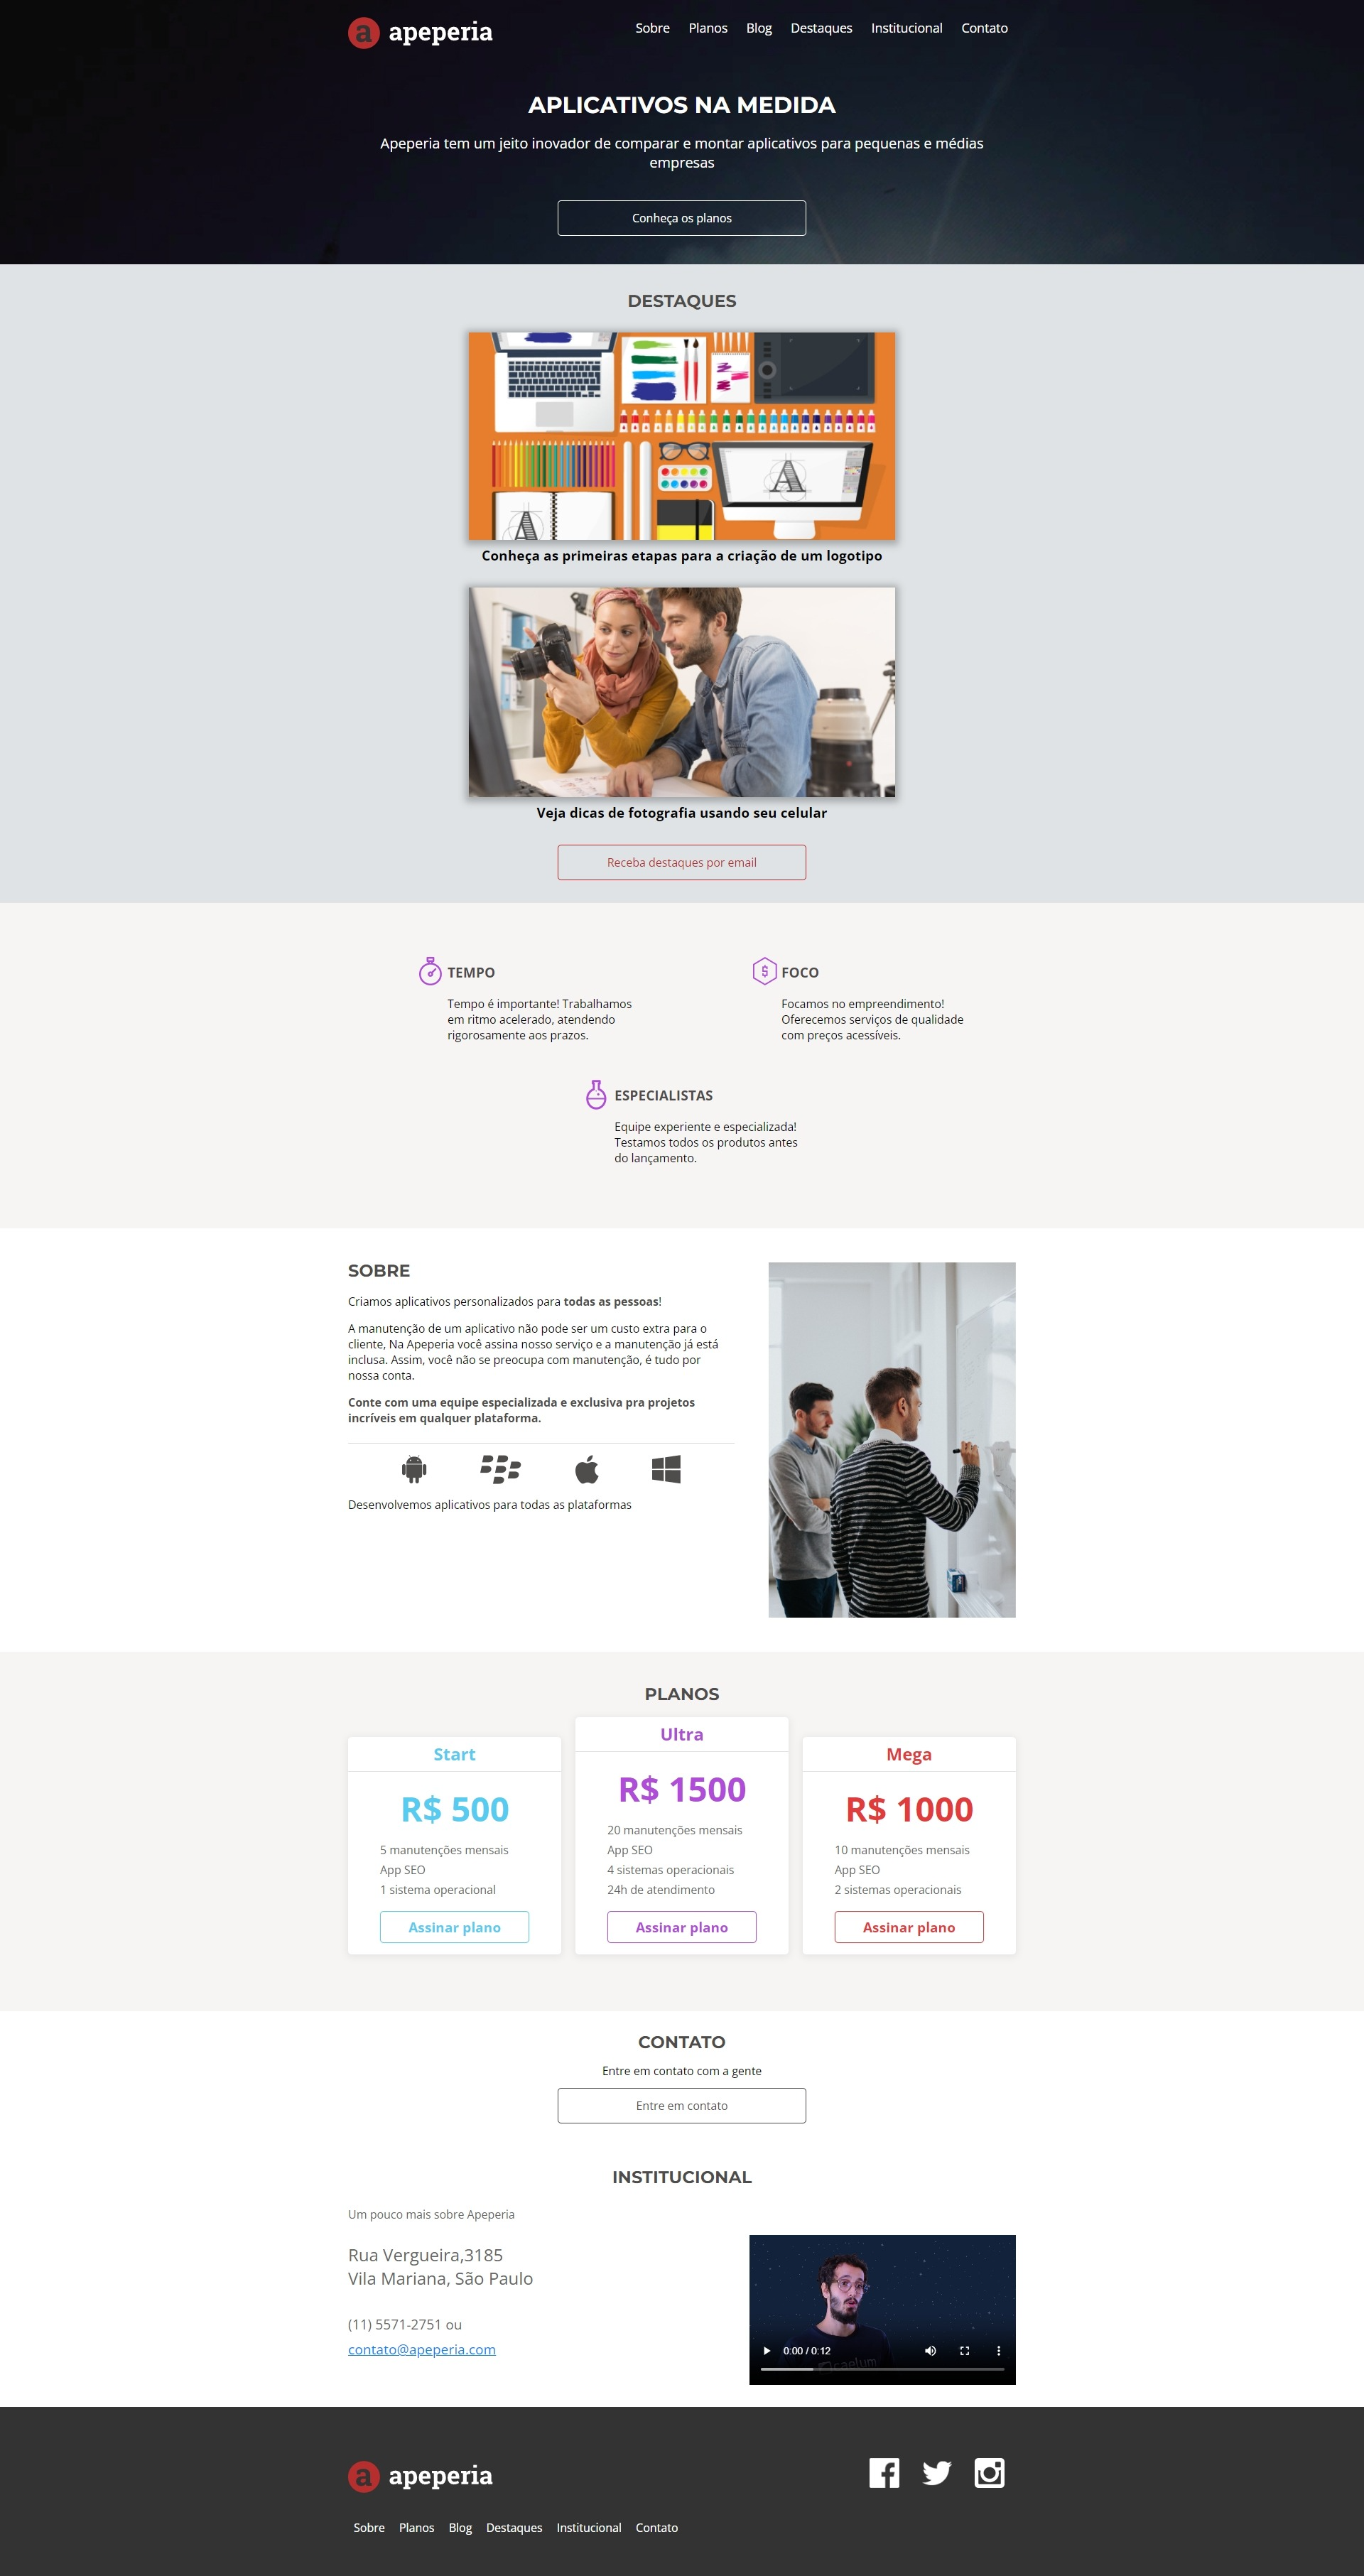 a apeperia
Sobre Planos Blog Destaques Institucional Contato
APLICATIVOS NA MEDIDA
Apeperia tem um jeito inovador de comparar e montar aplicativos para pequenas e médias
empresas
Conheça os planos
DESTAQUES
A
A
Conheça as primeiras etapas para a criação de um logotipo
Veja dicas de fotografia usando seu celular
Receba destaques por email
TEMPO
Tempo é importante! Trabalhamos
em ritmo acelerado, atendendo
rigorosamente aos prazos.
$ FOCO
Focamos no empreendimento!
Oferecemos serviços de qualidade
com preços acessíveis.
ESPECIALISTAS
Equipe experiente e especializada!
Testamos todos os produtos antes
do lançamento.
SOBRE
Criamos aplicativos personalizados para todas as pessoas!
A manutenção de um aplicativo não pode ser um custo extra para o
cliente, Na Apeperia você assina nosso serviço e a manutenção já está
inclusa. Assim, você não se preocupa com manutenção, é tudo por
nossa conta.
Conte com uma equipe especializada e exclusiva pra projetos
incríveis em qualquer plataforma.
Desenvolvemos aplicativos para todas as plataformas
PLANOS
Start
R$ 500
5 manutenções mensais
App SEO
1 sistema operacional
Assinar plano
Ultra
R$ 1500
20 manutenções mensais
App SEO
4 sistemas operacionais
24h de atendimento
Assinar plano
Mega
R$ 1000
10 manutenções mensais
App SEO
2 sistemas operacionais
Assinar plano
CONTATO
Entre em contato com a gente
Entre em contato
INSTITUCIONAL
Um pouco mais sobre Apeperia
Rua Vergueira,3185
Vila Mariana, São Paulo
(11) 5571-2751 ou
contato@apeperia.com
caelum
0:00 / 0:12
a apeperia
Sobre Planos Blog Destaques Institucional Contato